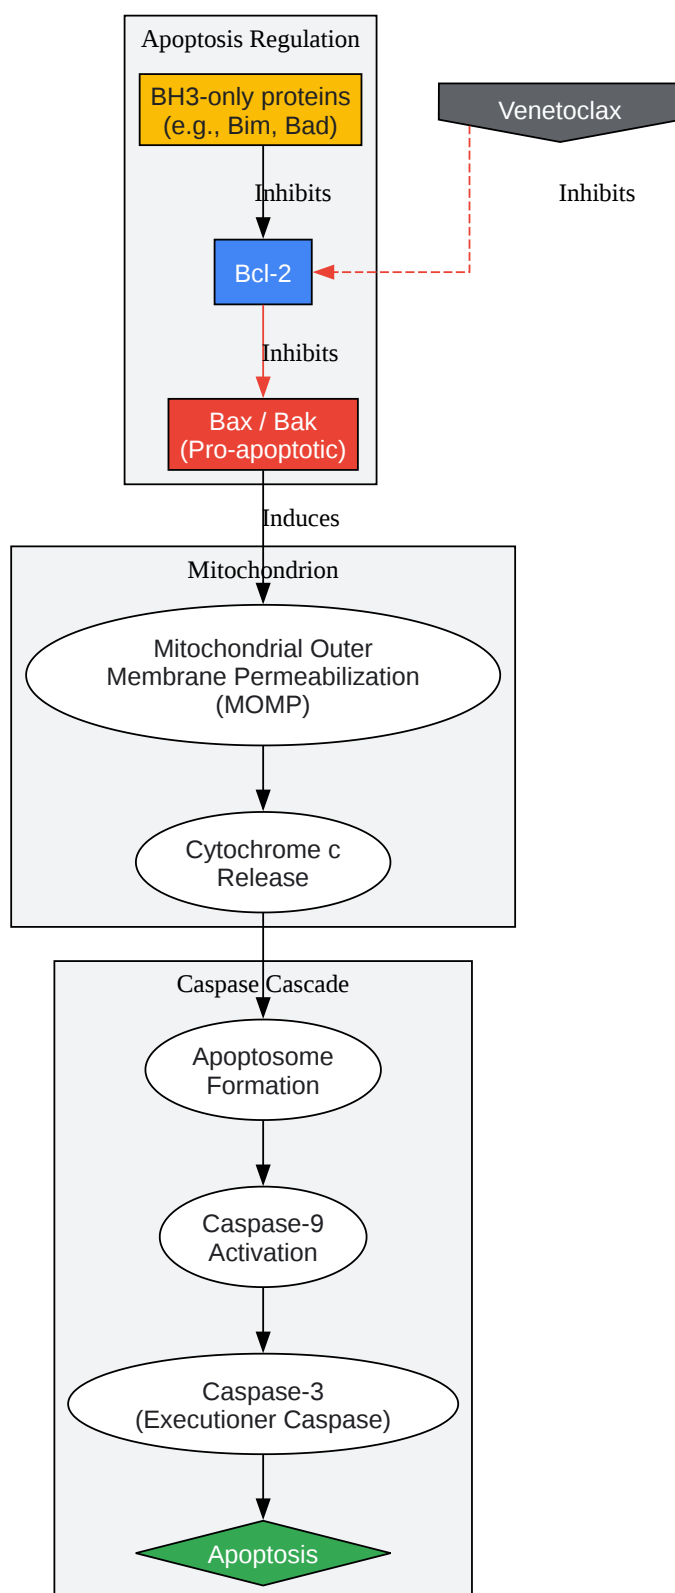 Apoptosis Regulation
BH3-only proteins
(e.g., Bim, Bad)
Venetoclax
Inhibits
Inhibits
Bcl-2
Inhibits
Bax / Bak
(Pro-apoptotic)
Induces
Mitochondrion
Mitochondrial Outer
Membrane Permeabilization
(MOMP)
Cytochrome c
Release
Caspase Cascade
Apoptosome
Formation
Caspase-9
Activation
Caspase-3
(Executioner Caspase)
Apoptosis